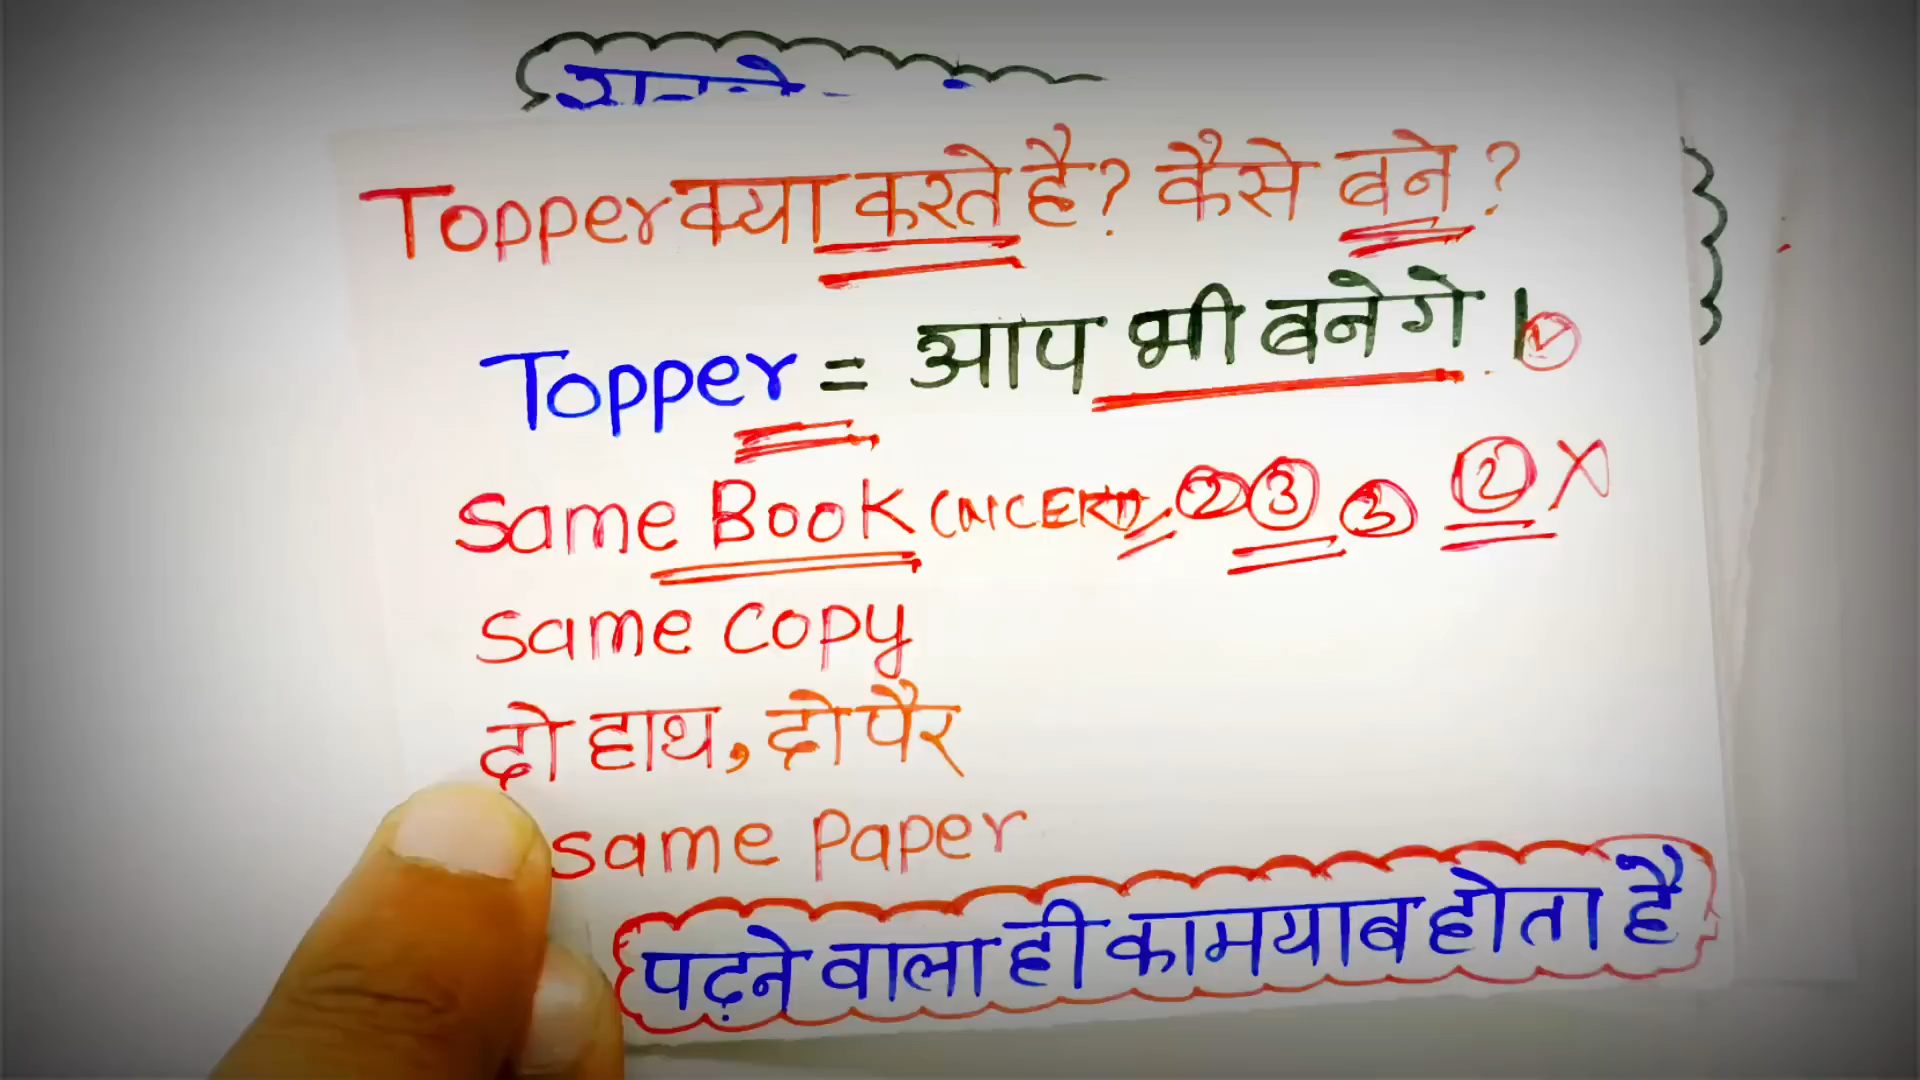 Topper क्या करते है? कैसे बने ?
Topper = आप भी बनेगे ।
Same Book (NCERT), 2 3 3 2 X
Same Copy
दो हाथ, दो पैर
Same Paper
पढ़ने वाला ही कामयाब होता है